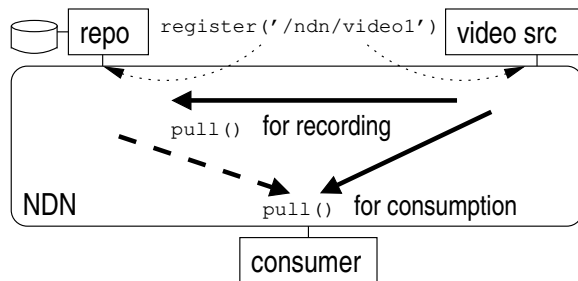 repo register('/ndn/video1') video src
pull() for recording
NDN pull() for consumption
consumer